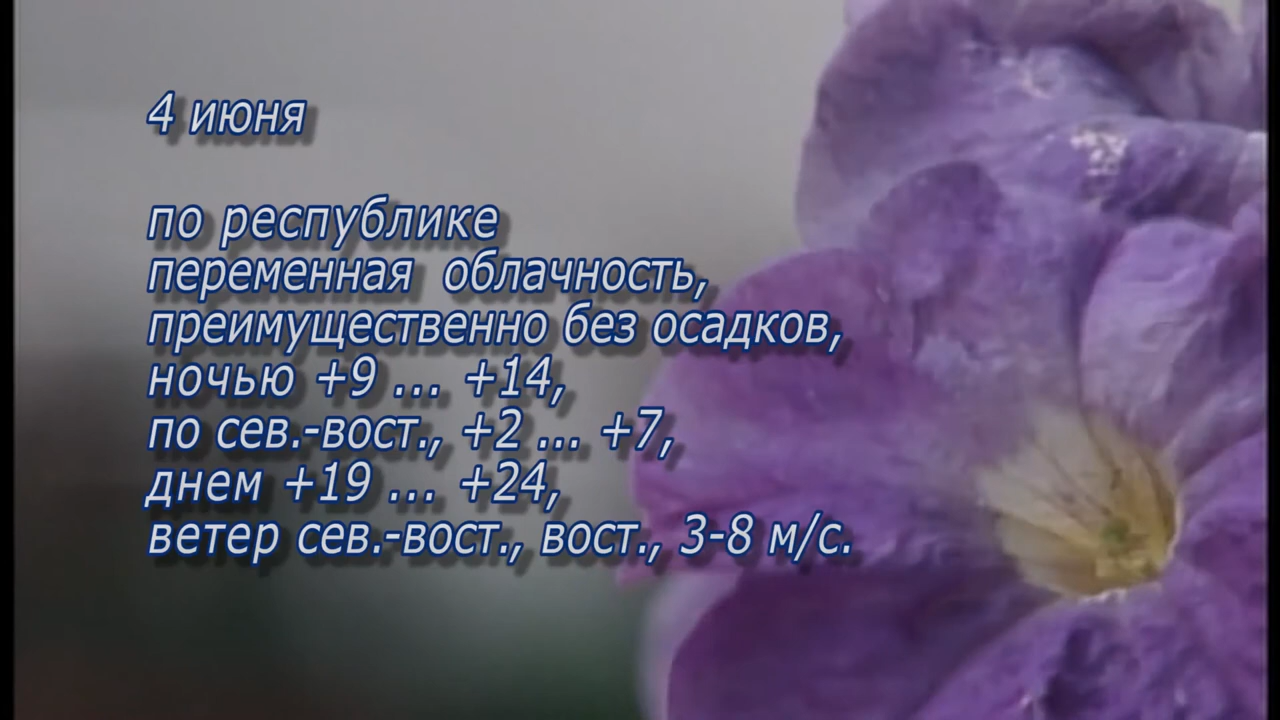 4 июня
по республике
переменная облачность,
преимущественно без осадков,
ночью +9 ... +14,
по сев.-вост., +2 ... +7,
днем +19 ... +24,
ветер сев.-вост., вост., 3-8 м/с.